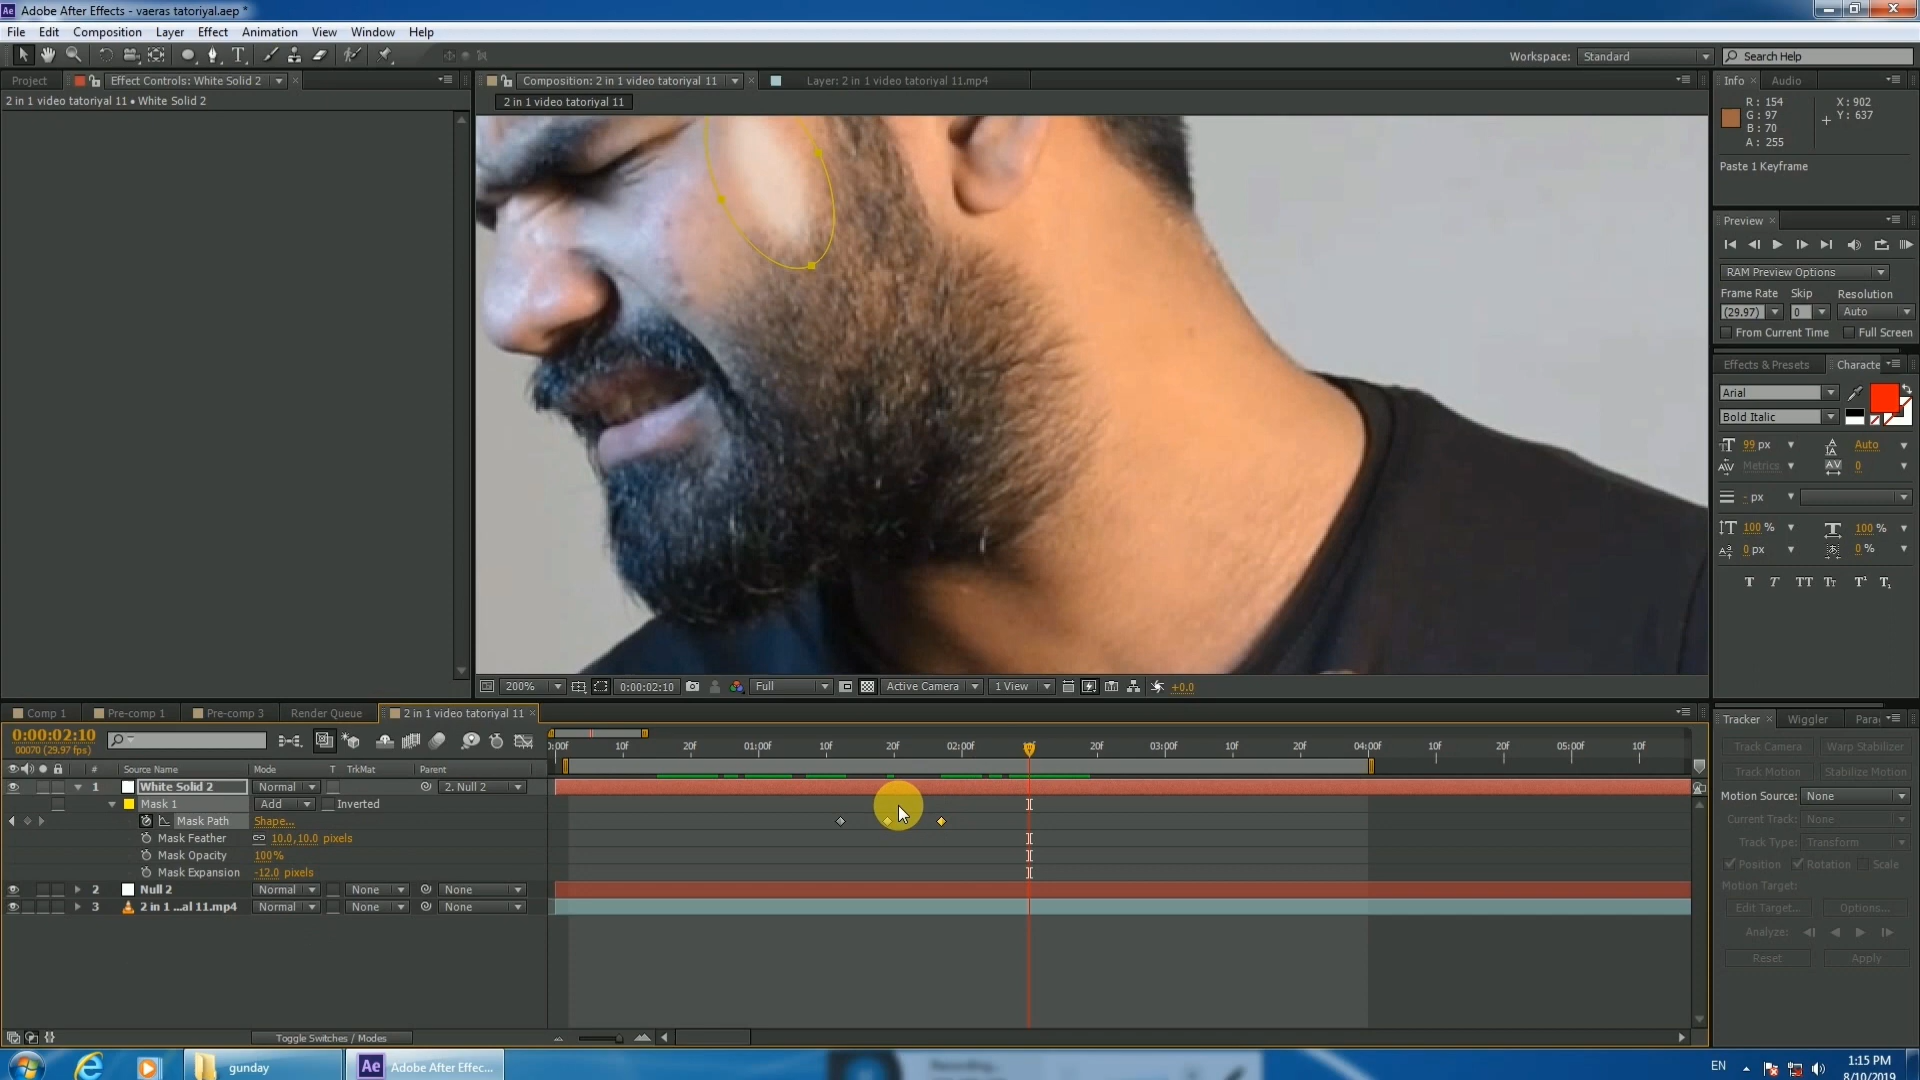 Ae Adobe After Effects - vaeras tatoriyal.aep *
File Edit Composition Layer Effect Animation View Window Help
Workspace: Standard Search Help
Project Effect Controls: White Solid 2 Composition: 2 in 1 video tatoriyal 11 Layer: 2 in 1 video tatoriyal 11.mp4 Info Audio
2 in 1 video tatoriyal 11 • White Solid 2 2 in 1 video tatoriyal 11
R: 154 X: 902
G: 97 Y: 637
B: 70
A: 255
Paste 1 Keyframe
Preview
RAM Preview Options
Frame Rate Skip Resolution
(29.97) 0 Auto
From Current Time Full Screen
Effects & Presets Characte
Arial
Bold Italic
99 px Auto
Metrics 0
- px
100 % 100 %
0 px 0 %
T T TT Tr T¹ T₁
200% 0:00:02:10 Full Active Camera 1 View +0.0
Comp 1 Pre-comp 1 Pre-comp 3 Render Queue 2 in 1 video tatoriyal 11
0:00:02:10
00070 (29.97 fps)
0:00f 10f 20f 01:00f 10f 20f 02:00f 10f 20f 03:00f 10f 20f 04:00f 10f 20f 05:00f 10f
# Source Name Mode T TrkMat Parent
1 White Solid 2 Normal 2. Null 2
Mask 1 Add Inverted
Mask Path Shape...
Mask Feather 10.0,10.0 pixels
Mask Opacity 100%
Mask Expansion -12.0 pixels
2 Null 2 Normal None None
3 2 in 1 ...al 11.mp4 Normal None None
Toggle Switches / Modes
Tracker Wiggler Para
Track Camera Warp Stabilizer
Track Motion Stabilize Motion
Motion Source: None
Current Track: None
Track Type: Transform
Position Rotation Scale
Motion Target:
Edit Target... Options...
Analyze:
Reset Apply
gunday Ae Adobe After Effec... Recording... EN 1:15 PM
8/10/2019